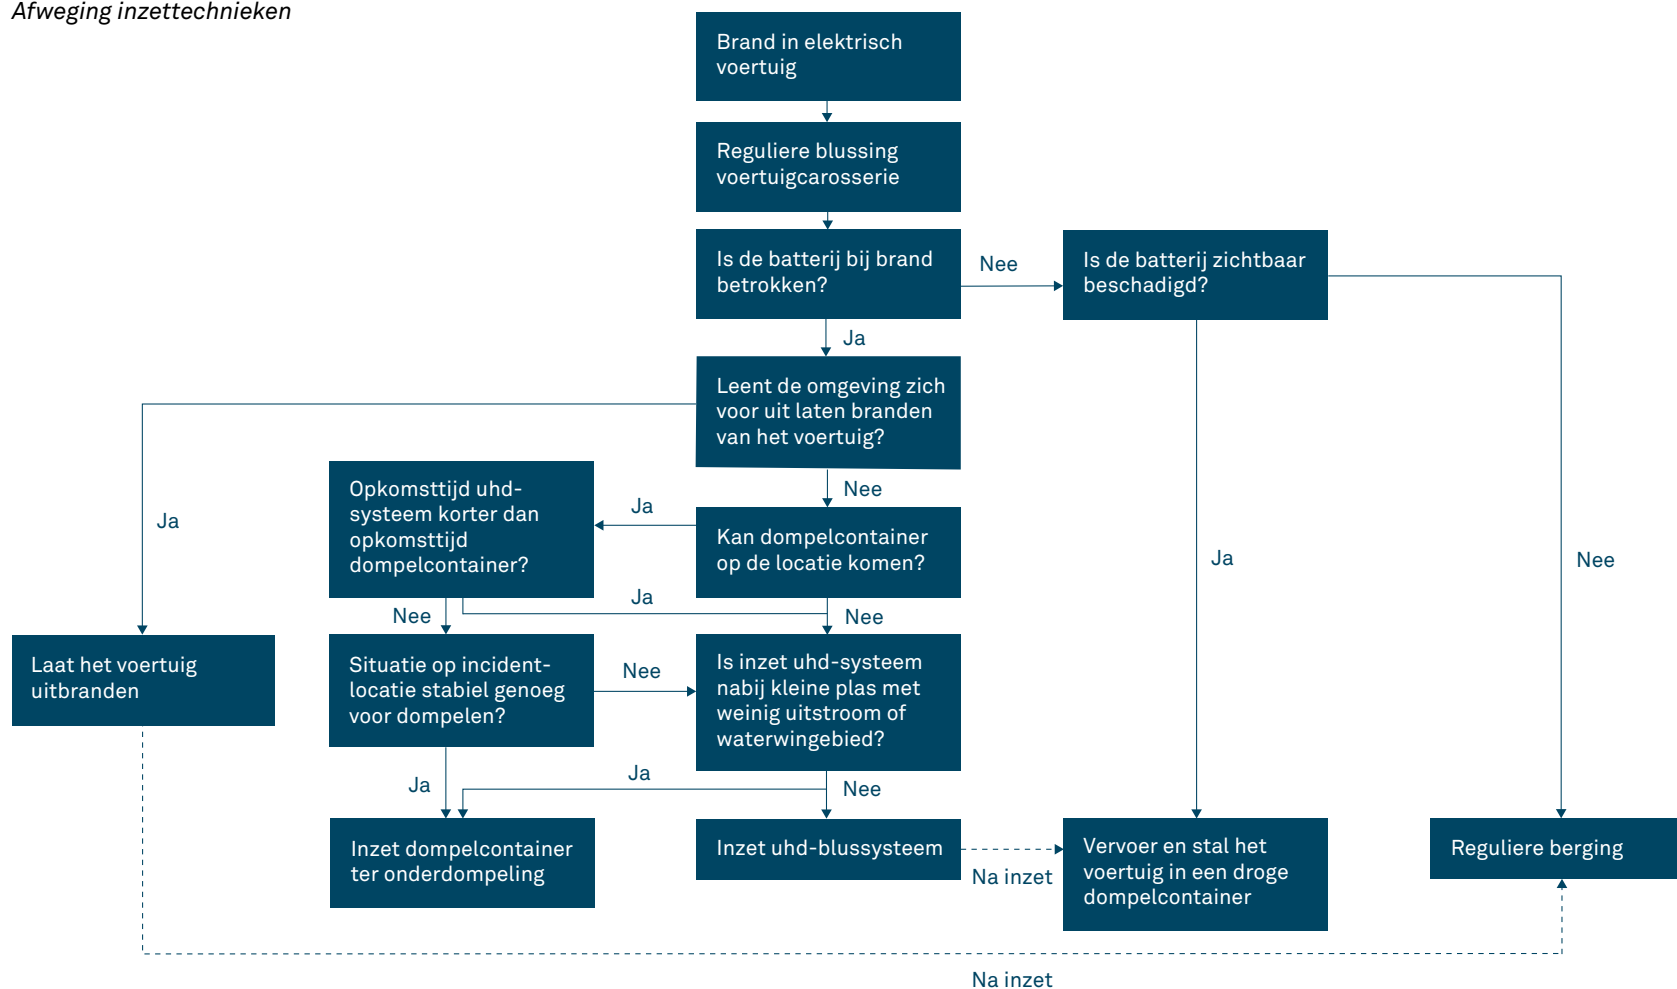 Afweging inzettechnieken
Brand in elektrisch
voertuig
Reguliere blussing
voertuigcarosserie
Is de batterij bij brand
betrokken?
Nee
Is de batterij zichtbaar
beschadigd?
Ja
Leent de omgeving zich
voor uit laten branden
van het voertuig?
Ja
Nee
Opkomsttijd uhd-
systeem korter dan
opkomsttijd
dompelcontainer?
Ja
Kan dompelcontainer
op de locatie komen?
Ja
Nee
Nee
Ja
Nee
Laat het voertuig
uitbranden
Situatie op incident-
locatie stabiel genoeg
voor dompelen?
Nee
Is inzet uhd-systeem
nabij kleine plas met
weinig uitstroom of
waterwingebied?
Ja
Ja
Nee
Inzet dompelcontainer
ter onderdompeling
Inzet uhd-blussysteem
Na inzet
Vervoer en stal het
voertuig in een droge
dompelcontainer
Reguliere berging
Na inzet